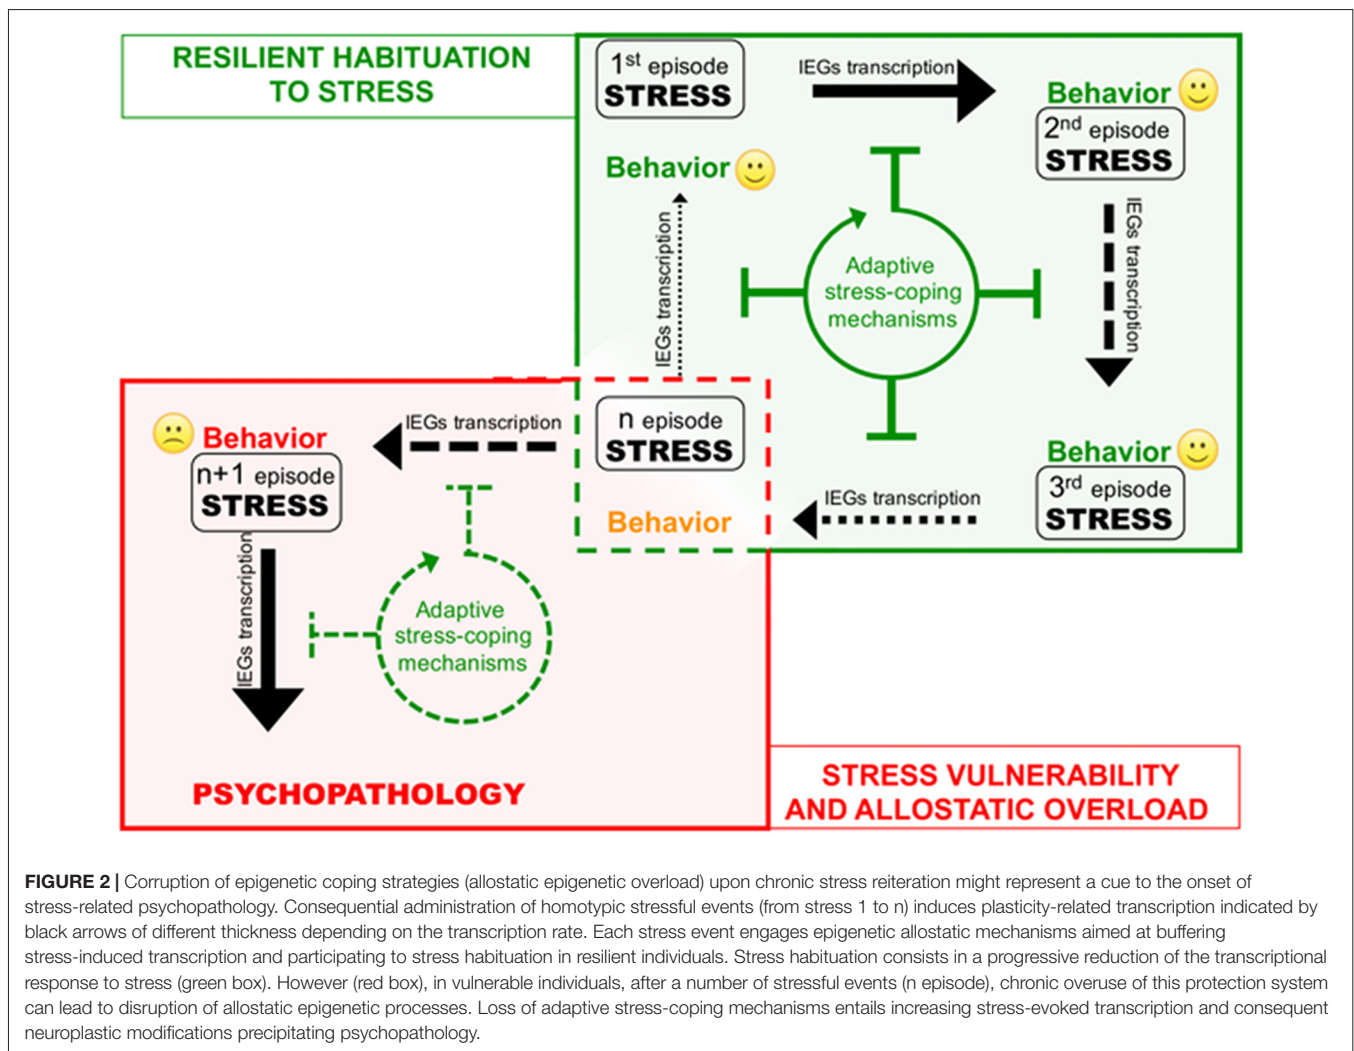 RESILIENT HABITUATION
TO STRESS
1st episode
STRESS
IEGs transcription
Behavior
2nd episode
STRESS
IEGs transcription
Behavior
3rd episode
STRESS
IEGs transcription
Adaptive
stress-coping
mechanisms
Behavior
IEGs transcription
n episode
STRESS
Behavior
IEGs transcription
Behavior
n+1 episode
STRESS
IEGs transcription
Adaptive
stress-coping
mechanisms
PSYCHOPATHOLOGY
STRESS VULNERABILITY
AND ALLOSTATIC OVERLOAD
FIGURE 2 | Corruption of epigenetic coping strategies (allostatic epigenetic overload) upon chronic stress reiteration might represent a cue to the onset of
stress-related psychopathology. Consequential administration of homotypic stressful events (from stress 1 to n) induces plasticity-related transcription indicated by
black arrows of different thickness depending on the transcription rate. Each stress event engages epigenetic allostatic mechanisms aimed at buffering
stress-induced transcription and participating to stress habituation in resilient individuals. Stress habituation consists in a progressive reduction of the transcriptional
response to stress (green box). However (red box), in vulnerable individuals, after a number of stressful events (n episode), chronic overuse of this protection system
can lead to disruption of allostatic epigenetic processes. Loss of adaptive stress-coping mechanisms entails increasing stress-evoked transcription and consequent
neuroplastic modifications precipitating psychopathology.